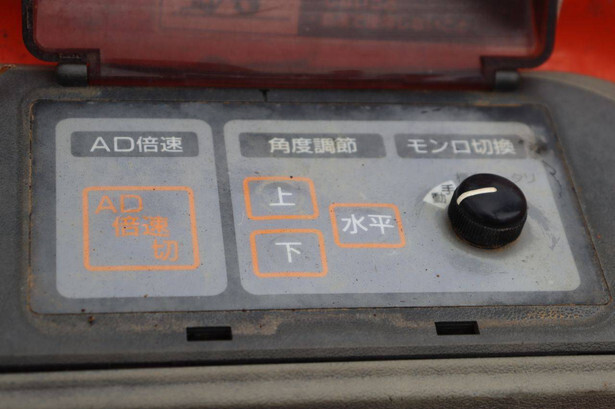 AD倍速
角度調節
モンロ切換
AD
倍速
切
上
水平
下
手
動